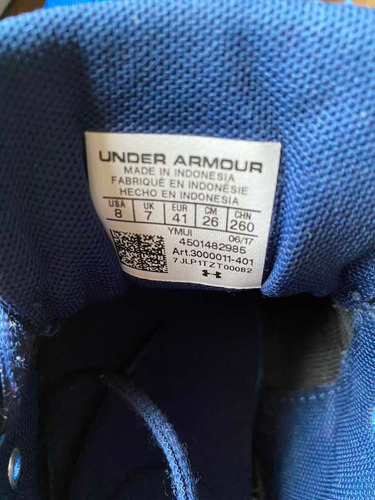 UNDER ARMOUR
MADE IN INDONESIA
FABRIQUÉ EN INDONÉSIE
HECHO EN INDONESIA
USA UK EUR CM CHN
8 7 41 26 260
YMUI 06/17
4501482985
Art.3000011-401
7JLP1TZT00082